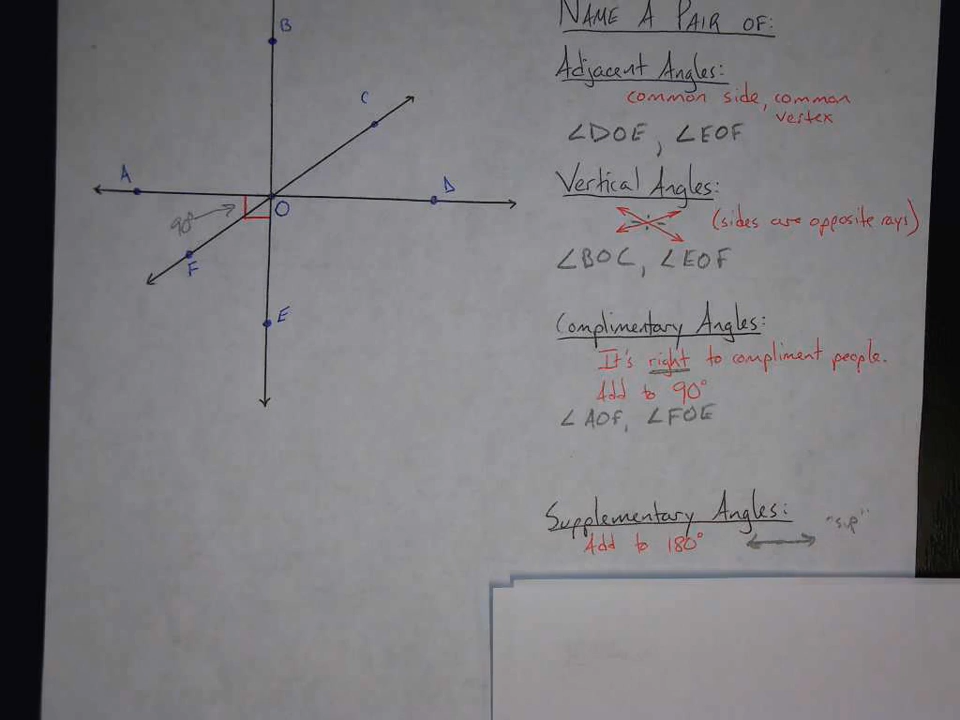 B
C
A
D
O
90°
F
E
NAME A PAIR OF:
Adjacent Angles:
common side, common
vertex
∠DOE, ∠EOF
Vertical Angles:
(sides are opposite rays)
∠BOC, ∠EOF
Complimentary Angles:
It's right to compliment people.
Add to 90°
∠AOF, ∠FOE
Supplementary Angles:
Add to 180°